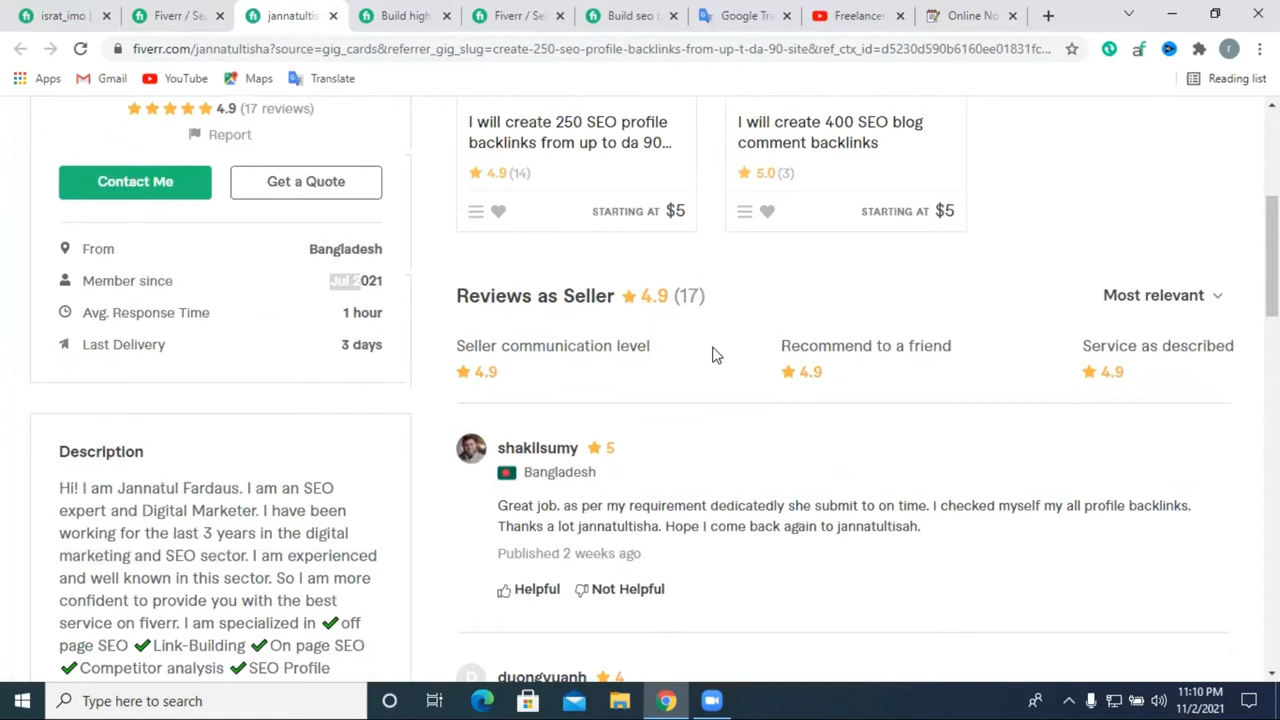 israt_imo
Fiverr / Se
jannatultis
Build high
Fiverr / Sel
Build seo b
Google Tra
Freelancer
Online No
fiverr.com/jannatultisha?source=gig_cards&referrer_gig_slug=create-250-seo-profile-backlinks-from-up-t-da-90-site&ref_ctx_id=d5230d590b6160ee01831fc...
r
Apps
Gmail
YouTube
Maps
Translate
Reading list
4.9 (17 reviews)
Report
Contact Me
Get a Quote
From Bangladesh
Member since Jul 2021
Avg. Response Time 1 hour
Last Delivery 3 days
Description
Hi! I am Jannatul Fardaus. I am an SEO
expert and Digital Marketer. I have been
working for the last 3 years in the digital
marketing and SEO sector. I am experienced
and well known in this sector. So I am more
confident to provide you with the best
service on fiverr. I am specialized in ✔off
page SEO ✔Link-Building ✔On page SEO
✔Competitor analysis ✔SEO Profile
I will create 250 SEO profile
backlinks from up to da 90...
4.9 (14)
STARTING AT $5
I will create 400 SEO blog
comment backlinks
5.0 (3)
STARTING AT $5
Reviews as Seller 4.9 (17)
Most relevant
Seller communication level
4.9
Recommend to a friend
4.9
Service as described
4.9
shakilsumy 5
Bangladesh
Great job. as per my requirement dedicatedly she submit to on time. I checked myself my all profile backlinks.
Thanks a lot jannatultisha. Hope I come back again to jannatultisah.
Published 2 weeks ago
Helpful
Not Helpful
D
duongvuanh 4
Type here to search
11:10 PM
11/2/2021